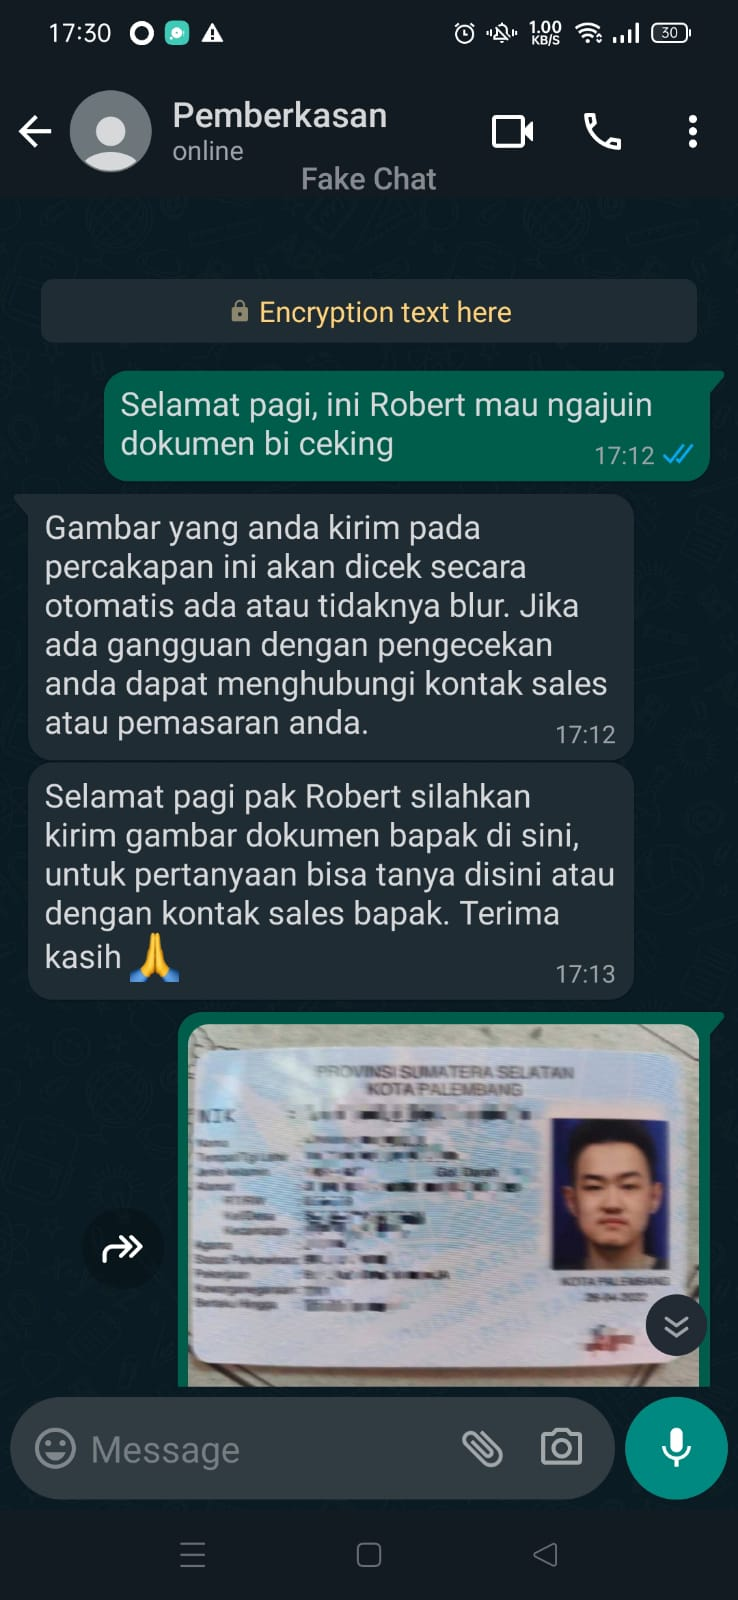 17:30
1.00
KB/S
30
Pemberkasan
online
Fake Chat
Encryption text here
Selamat pagi, ini Robert mau ngajuin
dokumen bi ceking
17:12
Gambar yang anda kirim pada
percakapan ini akan dicek secara
otomatis ada atau tidaknya blur. Jika
ada gangguan dengan pengecekan
anda dapat menghubungi kontak sales
atau pemasaran anda.
17:12
Selamat pagi pak Robert silahkan
kirim gambar dokumen bapak di sini,
untuk pertanyaan bisa tanya disini atau
dengan kontak sales bapak. Terima
kasih 🙏
17:13
PROVINSI SUMATERA SELATAN
KOTA PALEMBANG
NIK
Gol. Darah
KOTA PALEMBANG
Message